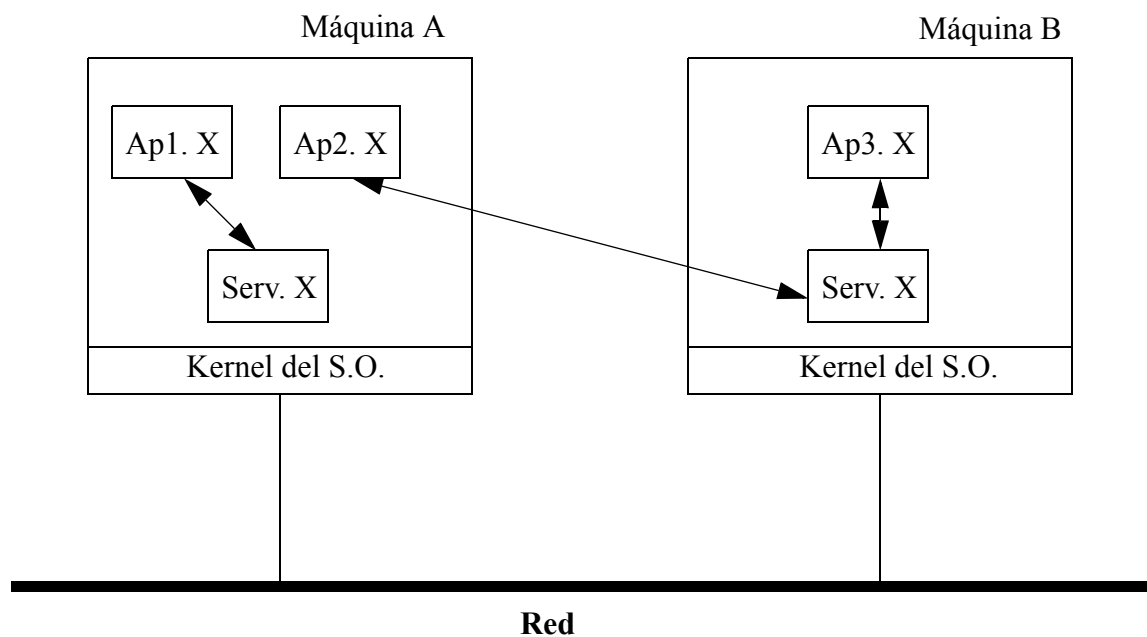 Máquina A
Máquina B
Ap1. X
Ap2. X
Ap3. X
Serv. X
Serv. X
Kernel del S.O.
Kernel del S.O.
Red